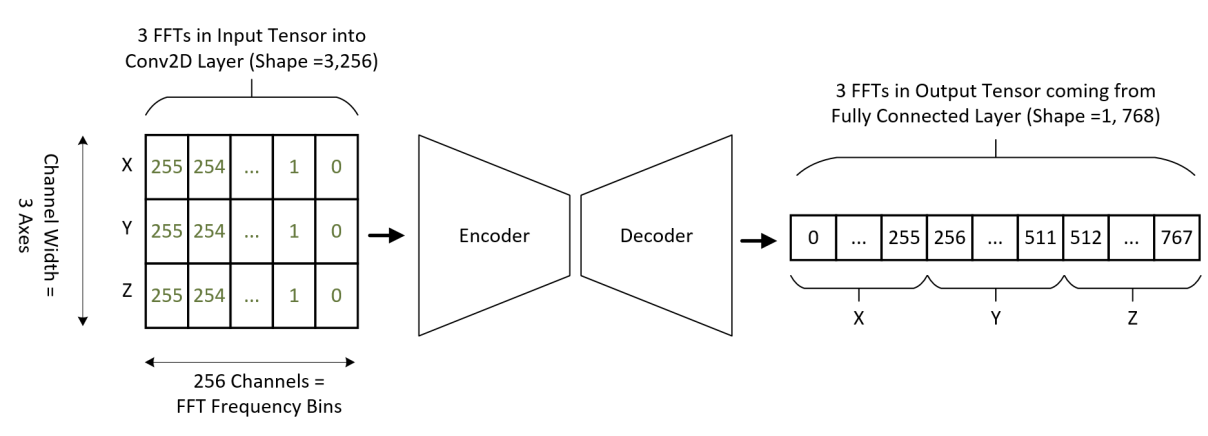 3 FFTs in Input Tensor into
Conv2D Layer (Shape =3,256)
Channel Width =
3 Axes
X 255 254 ... 1 0
Y 255 254 ... 1 0
Z 255 254 ... 1 0
256 Channels =
FFT Frequency Bins
Encoder
Decoder
3 FFTs in Output Tensor coming from
Fully Connected Layer (Shape =1, 768)
0 ... 255 256 ... 511 512 ... 767
X Y Z